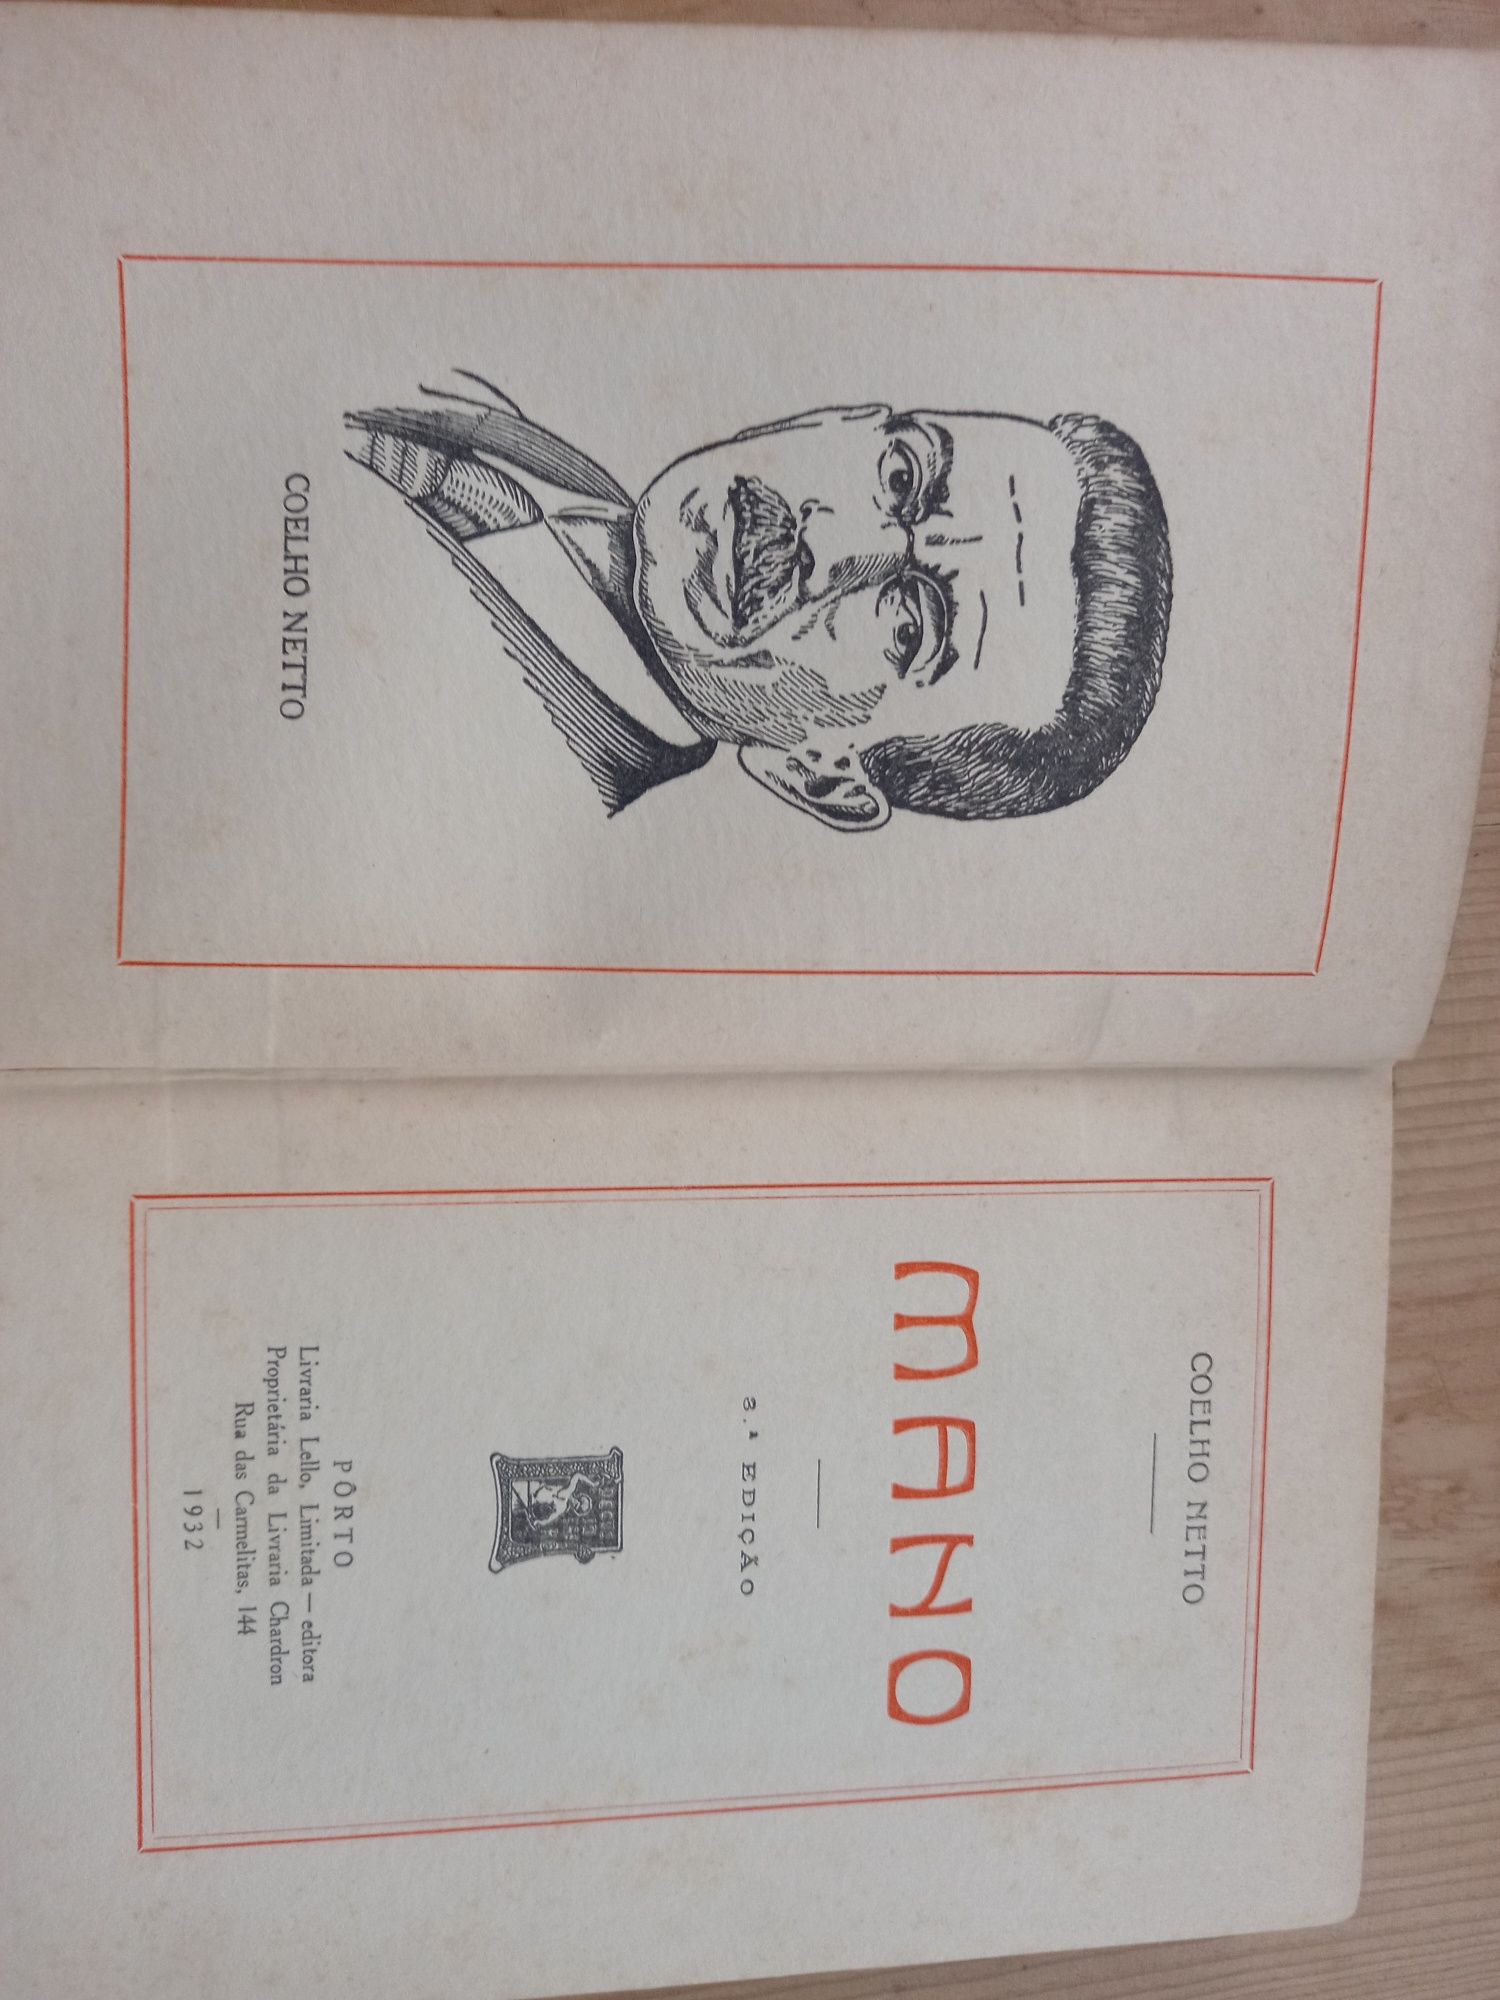 COELHO NETTO
COELHO NETTO
MANO
3.ª EDIÇÃO
PÔRTO
Livraria Lello, Limitada — editora
Proprietária da Livraria Chardron
Rua das Carmelitas, 144
1932